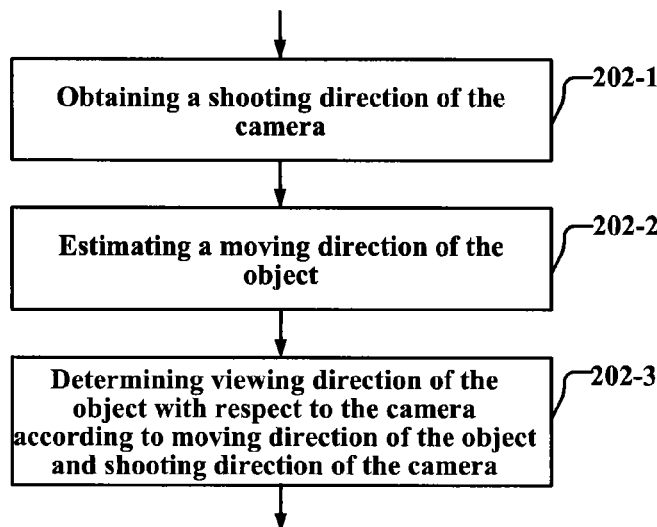 Obtaining a shooting direction of the
camera
202-1
Estimating a moving direction of the
object
202-2
Determining viewing direction of the
object with respect to the camera
according to moving direction of the object
and shooting direction of the camera
202-3